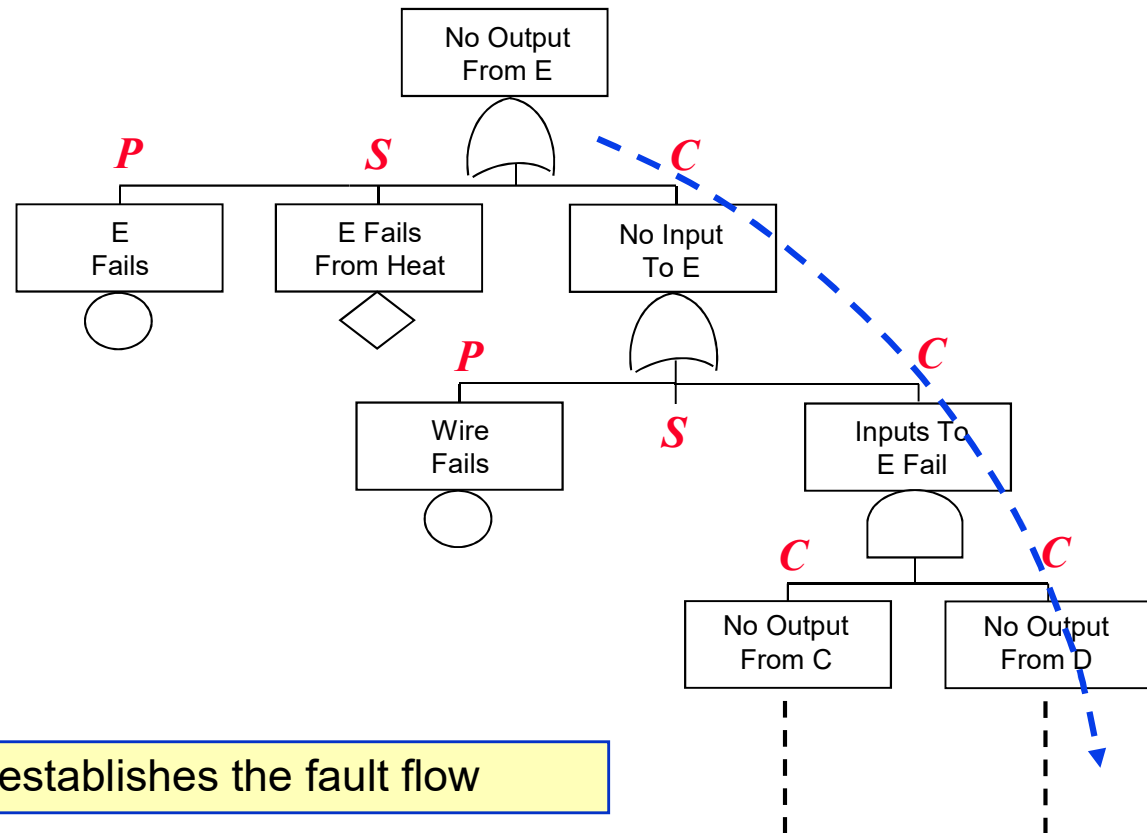 No Output
From E
P
S
C
E
Fails
E Fails
From Heat
No Input
To E
P
S
C
Wire
Fails
Inputs To
E Fail
C
C
No Output
From C
No Output
From D
establishes the fault flow